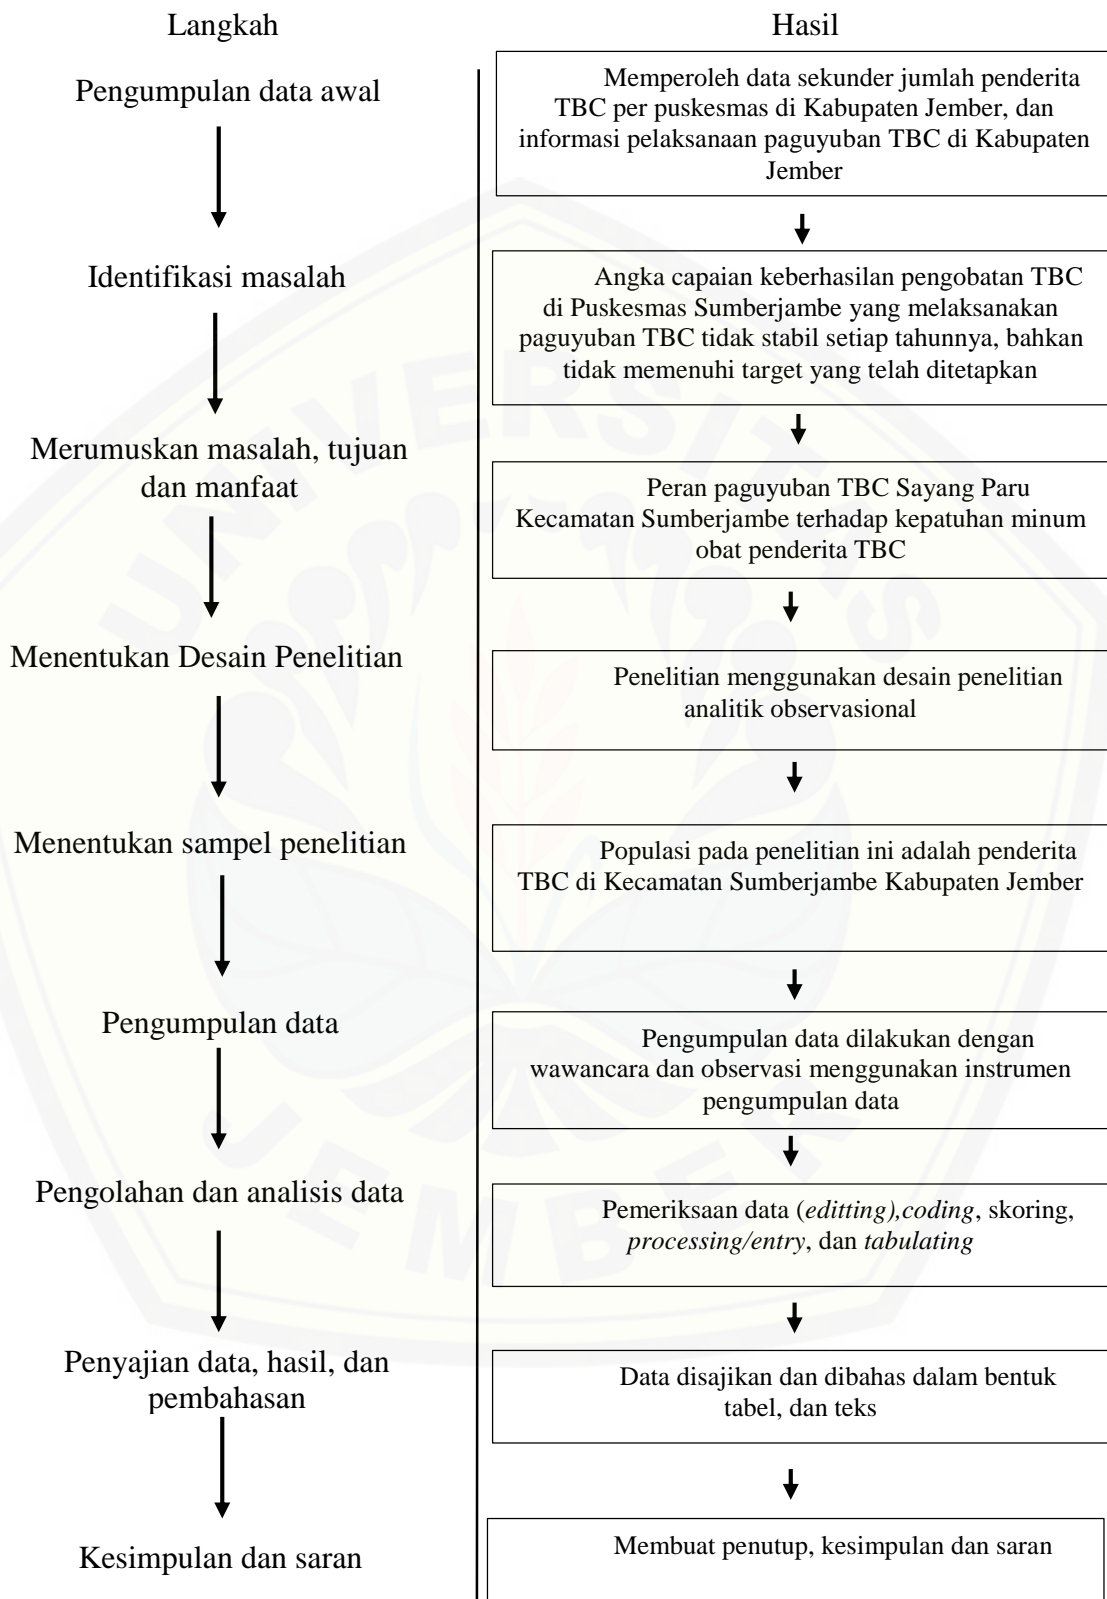 Langkah
Hasil
Pengumpulan data awal
Memperoleh data sekunder jumlah penderita
TBC per puskesmas di Kabupaten Jember, dan
informasi pelaksanaan paguyuban TBC di Kabupaten
Jember
Identifikasi masalah
Angka capaian keberhasilan pengobatan TBC
di Puskesmas Sumberjambe yang melaksanakan
paguyuban TBC tidak stabil setiap tahunnya, bahkan
tidak memenuhi target yang telah ditetapkan
Merumuskan masalah, tujuan
dan manfaat
Peran paguyuban TBC Sayang Paru
Kecamatan Sumberjambe terhadap kepatuhan minum
obat penderita TBC
Menentukan Desain Penelitian
Penelitian menggunakan desain penelitian
analitik observasional
Menentukan sampel penelitian
Populasi pada penelitian ini adalah penderita
TBC di Kecamatan Sumberjambe Kabupaten Jember
Pengumpulan data
Pengumpulan data dilakukan dengan
wawancara dan observasi menggunakan instrumen
pengumpulan data
Pengolahan dan analisis data
Pemeriksaan data (editting),coding, skoring,
processing/entry, dan tabulating
Penyajian data, hasil, dan
pembahasan
Data disajikan dan dibahas dalam bentuk
tabel, dan teks
Kesimpulan dan saran
Membuat penutup, kesimpulan dan saran
UNIVERSITAS
JEMBER